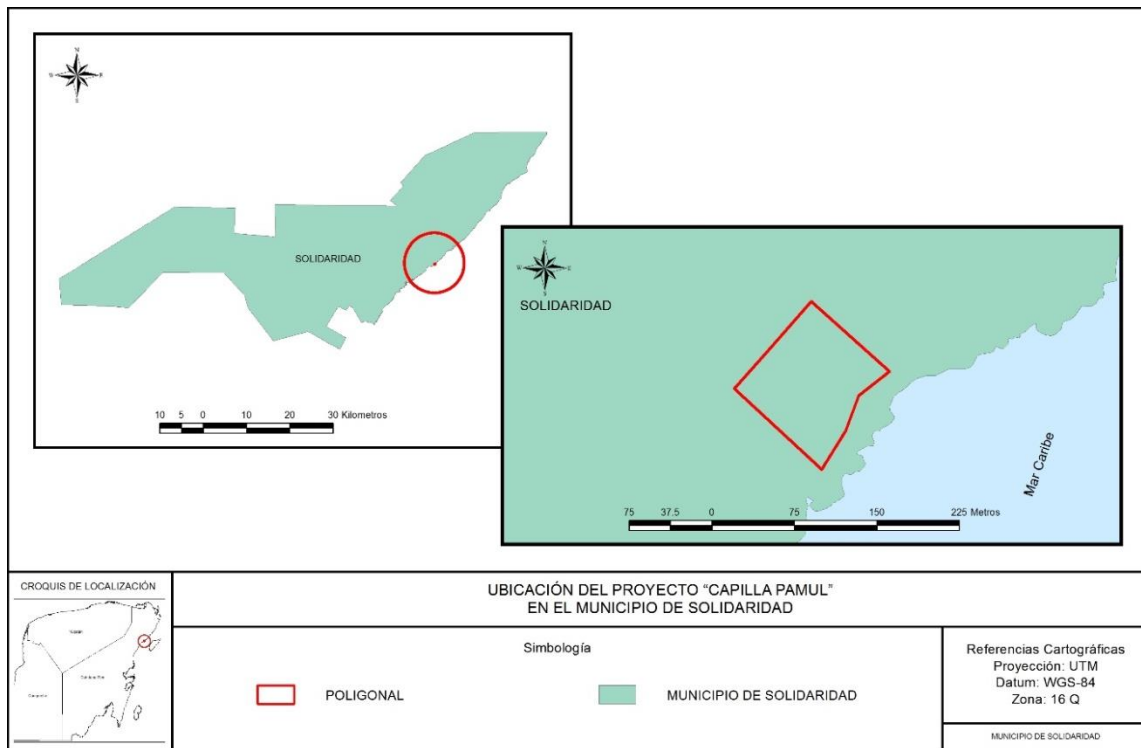 N
SOLIDARIDAD
10 5 0 10 20 30 Kilometros
N
W E
S
SOLIDARIDAD
Mar Caribe
75 37.5 0 75 150 225 Metros
CROQUIS DE LOCALIZACIÓN
UBICACIÓN DEL PROYECTO “CAPILLA PAMUL”
EN EL MUNICIPIO DE SOLIDARIDAD
Simbología
POLIGONAL
MUNICIPIO DE SOLIDARIDAD
Referencias Cartográficas
Proyección: UTM
Datum: WGS-84
Zona: 16 Q
MUNICIPIO DE SOLIDARIDAD